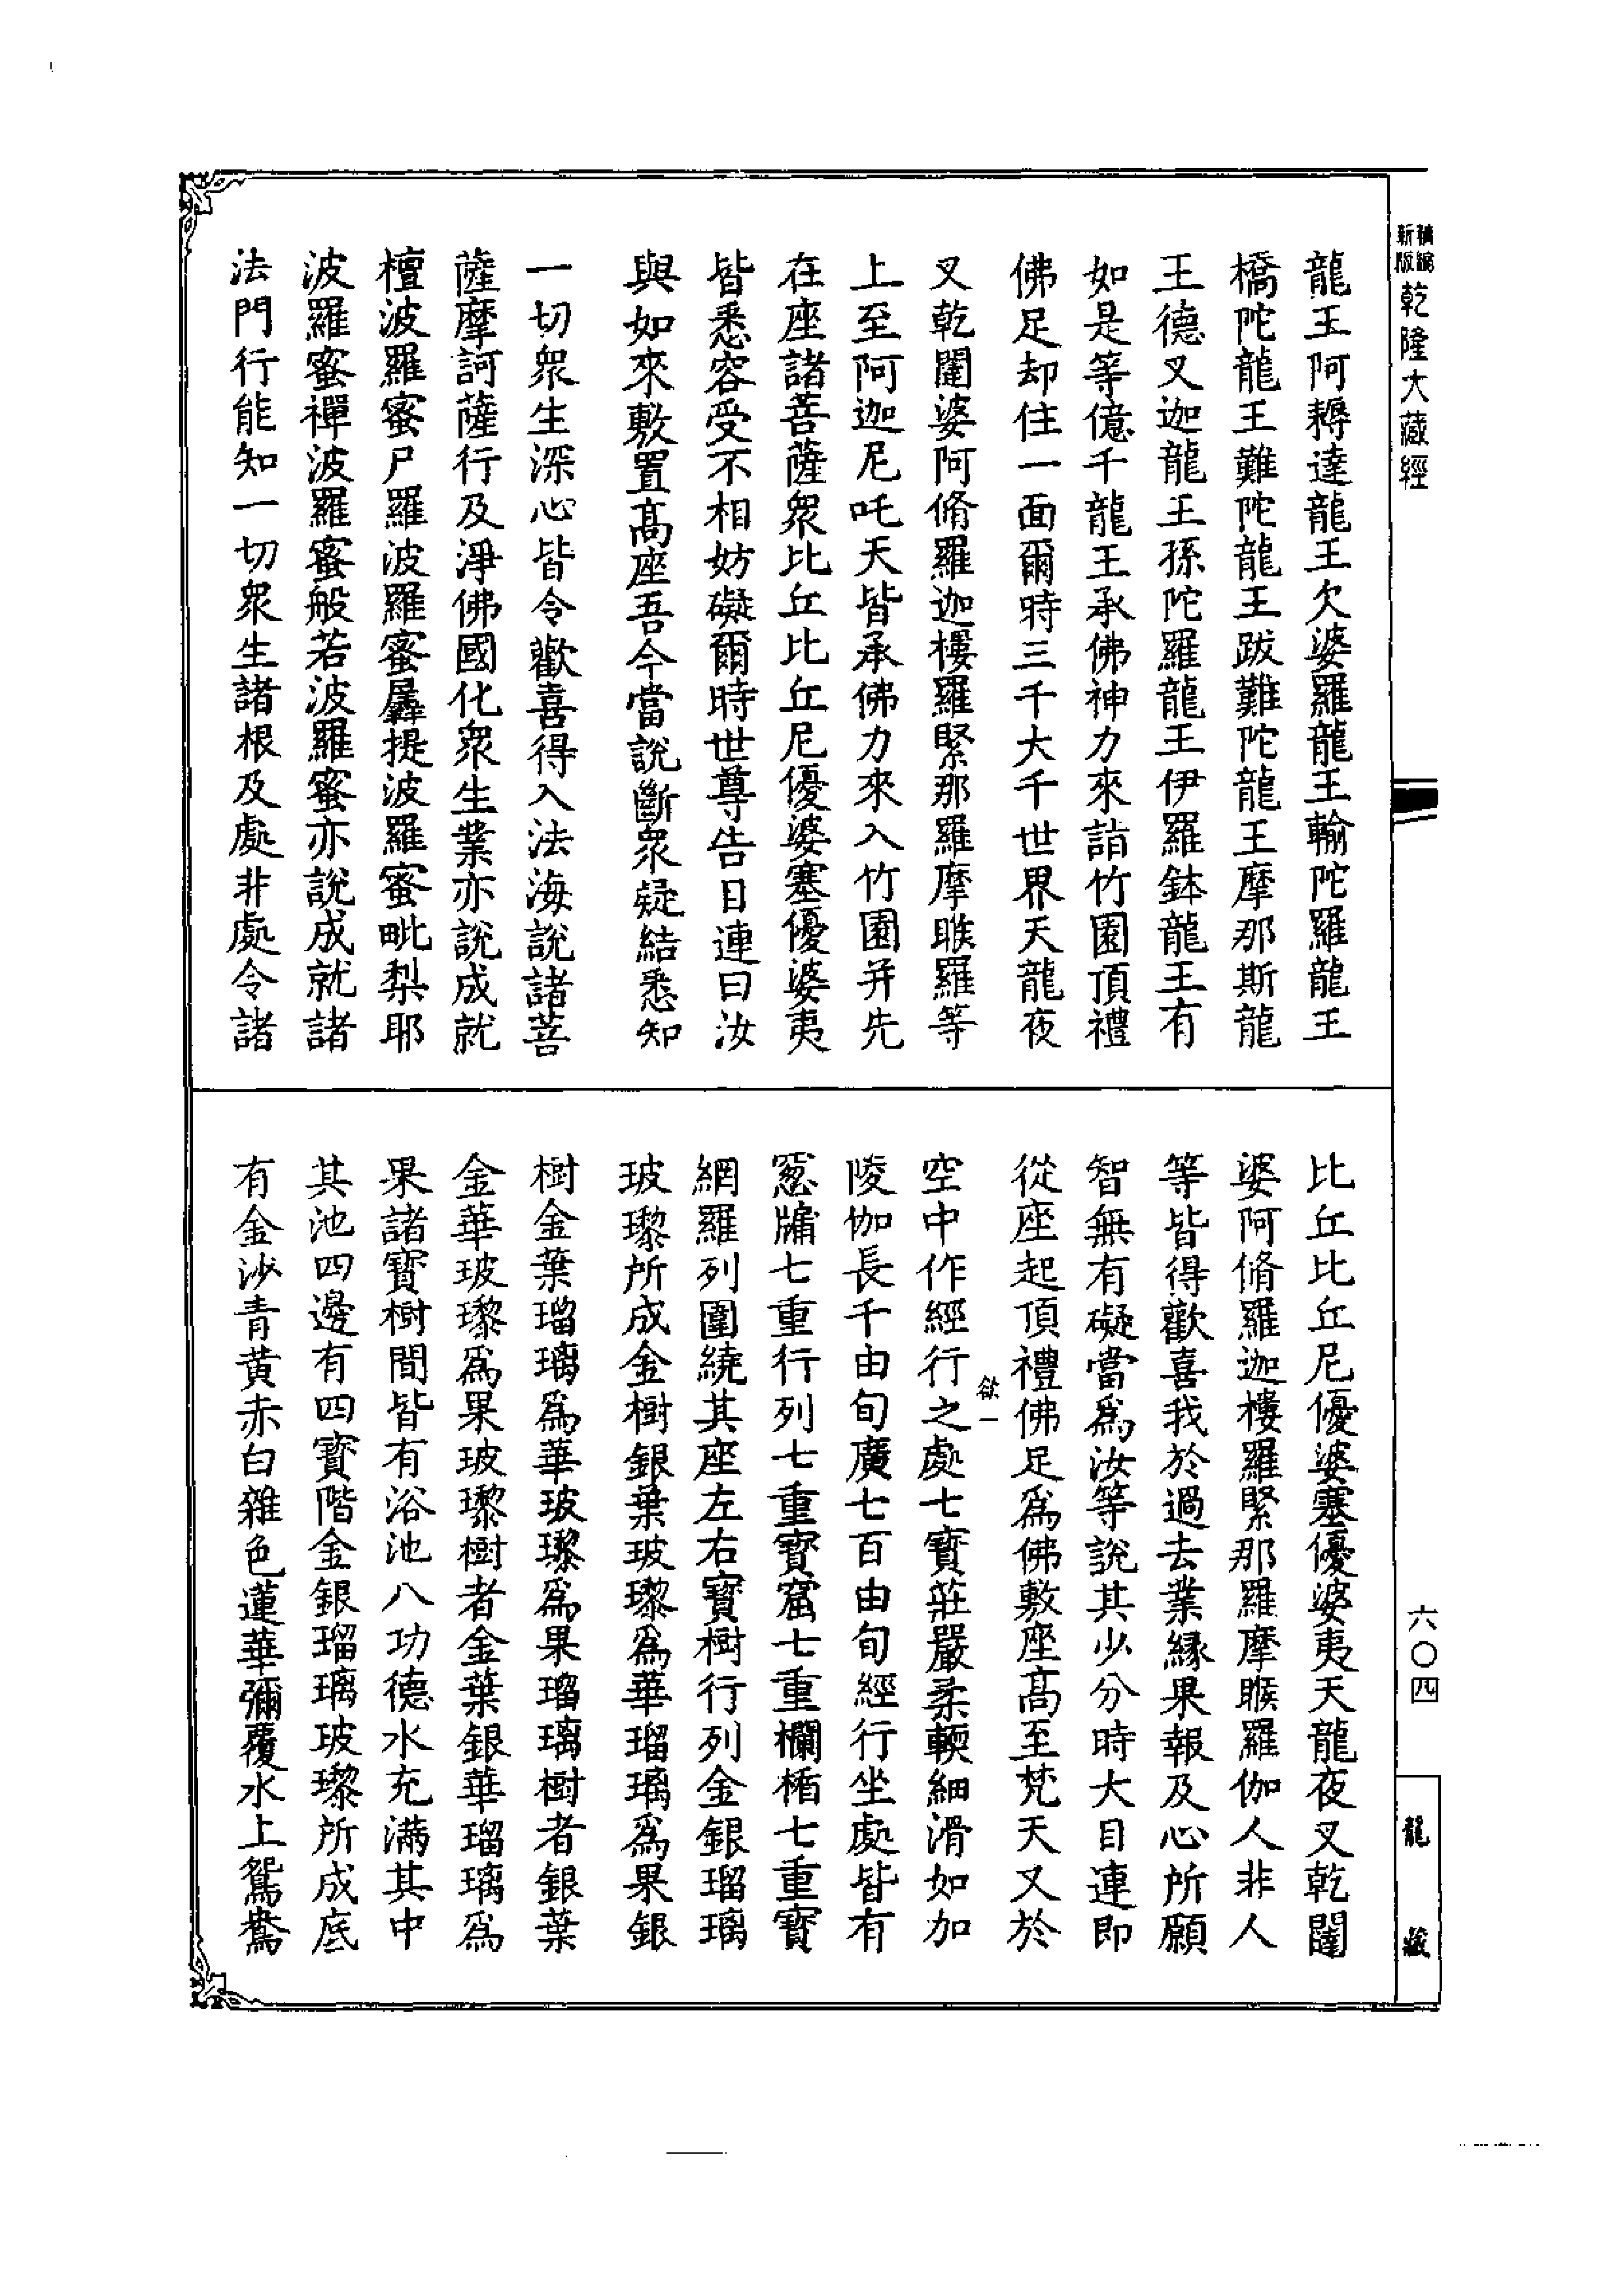 新編縮版
乾隆大藏經
龍王阿耨達龍王欠婆羅龍王輸陀羅龍王
橋陀龍王難陀龍王跋難陀龍王摩那斯龍
王德叉迦龍王孫陀羅龍王伊羅鉢龍王有
如是等億千龍王承佛神力來詣竹園頂禮
佛足却住一面爾時三千大千世界天龍夜
叉乾闥婆阿脩羅迦樓羅緊那羅摩睺羅等
上至阿迦尼吒天皆承佛力來入竹園并先
在座諸菩薩衆比丘比丘尼優婆塞優婆夷
皆悉容受不相妨礙爾時世尊告目連曰汝
與如來敷置髙座吾今當說斷衆疑結悉知
一切衆生深心皆令歡喜得入法海說諸菩
薩摩訶薩行及淨佛國化衆生業亦說成就
檀波羅蜜尸羅波羅蜜羼提波羅蜜毗梨耶
波羅蜜禪波羅蜜般若波羅蜜亦說成就諸
法門行能知一切衆生諸根及處非處令諸
比丘比丘尼優婆塞優婆夷天龍夜叉乾闥
婆阿脩羅迦樓羅緊那羅摩睺羅伽人非人
等皆得歡喜我於過去業緣果報及心所願
智無有礙當爲汝等說其少分時大目連即
從座起頂禮佛足爲佛敷座髙至梵天又於
欲一
空中作經行之處七寶莊嚴柔輭細滑如加
陵伽長千由旬廣七百由旬經行坐處皆有
窓牖七重行列七重寶窟七重欄楯七重寶
網羅列圍繞其座左右寶樹行列金銀瑠璃
玻瓈所成金樹銀葉玻瓈爲華瑠璃爲果銀
樹金葉瑠璃爲華玻瓈爲果瑠璃樹者銀葉
金華玻瓈爲果玻瓈樹者金葉銀華瑠璃爲
果諸寶樹間皆有浴池八功德水充滿其中
其池四邊有四寶階金銀瑠璃玻瓈所成底
有金沙青黄赤白雜色蓮華彌覆水上鴛鴦
六〇四
龍藏